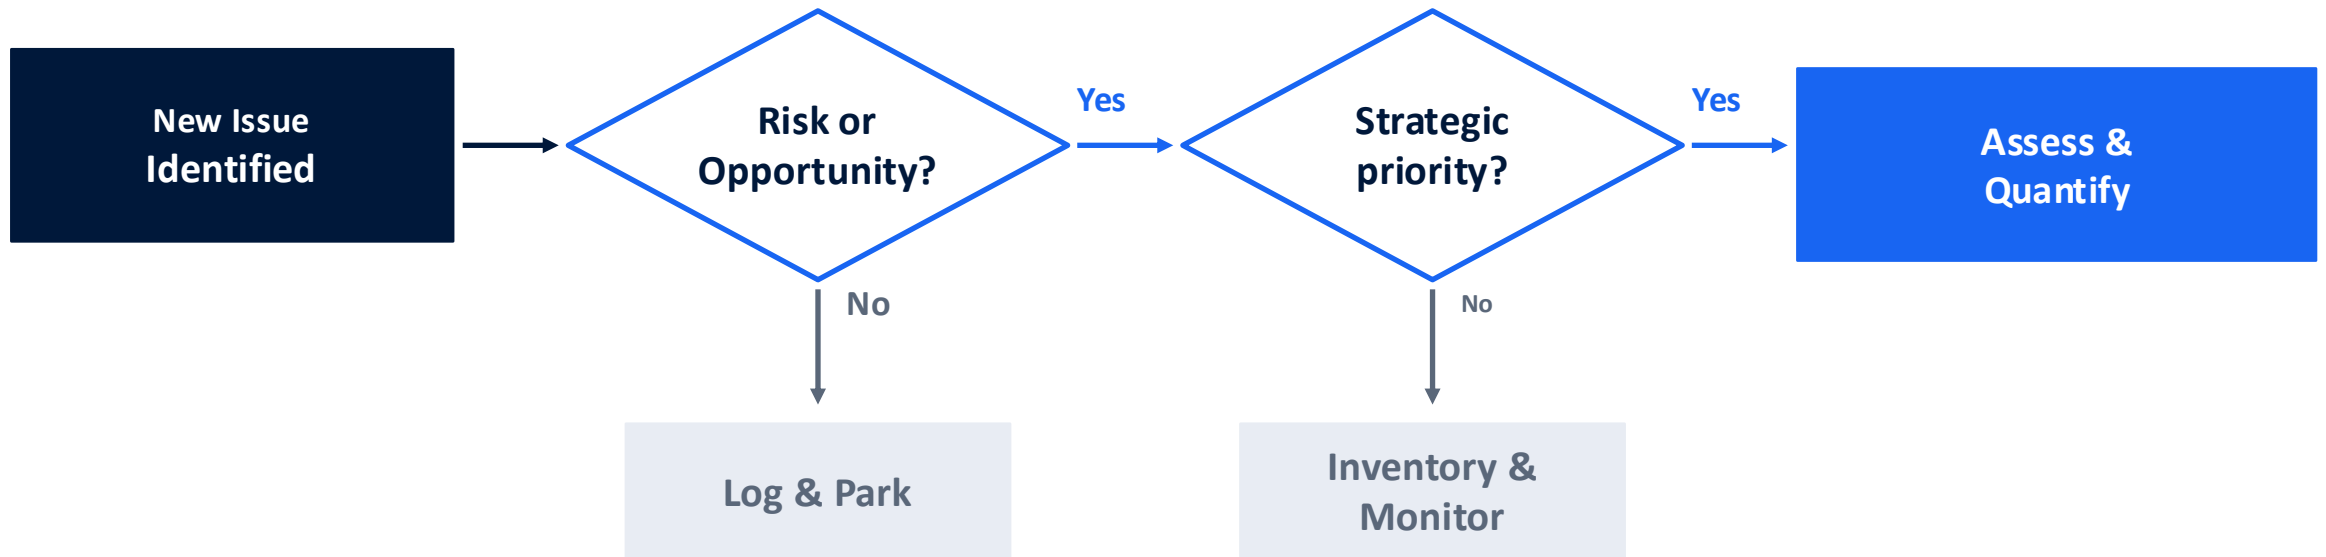 New Issue
Identified
Risk or
Opportunity?
Yes
Strategic
priority?
Yes
Assess &
Quantify
No
No
Log & Park
Inventory &
Monitor